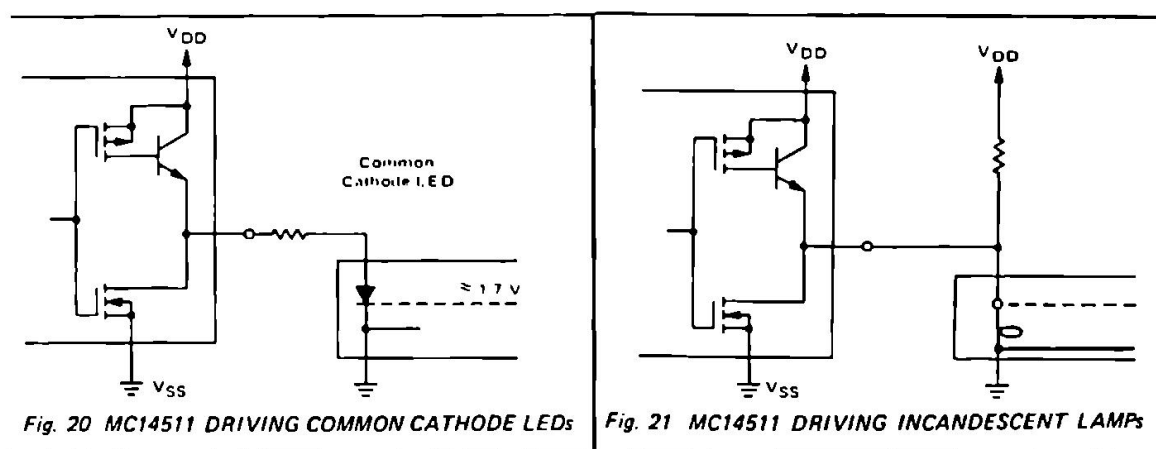 VDD
Common
Cathode LED
≈ 1.7 V
VSS
Fig. 20 MC14511 DRIVING COMMON CATHODE LEDs
VDD
VDD
VSS
Fig. 21 MC14511 DRIVING INCANDESCENT LAMPs